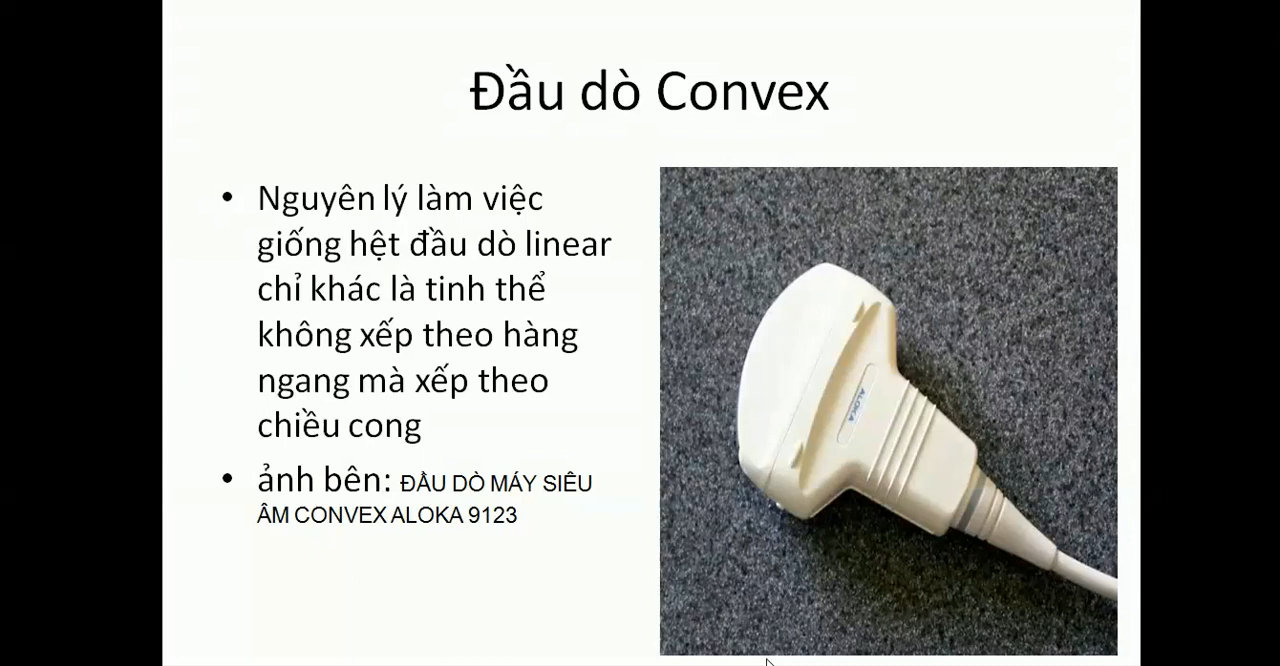 Đầu dò Convex
• Nguyên lý làm việc
giống hệt đầu dò linear
chỉ khác là tinh thể
không xếp theo hàng
ngang mà xếp theo
chiều cong
• ảnh bên: ĐẦU DÒ MÁY SIÊU
ÂM CONVEX ALOKA 9123
ALOKA